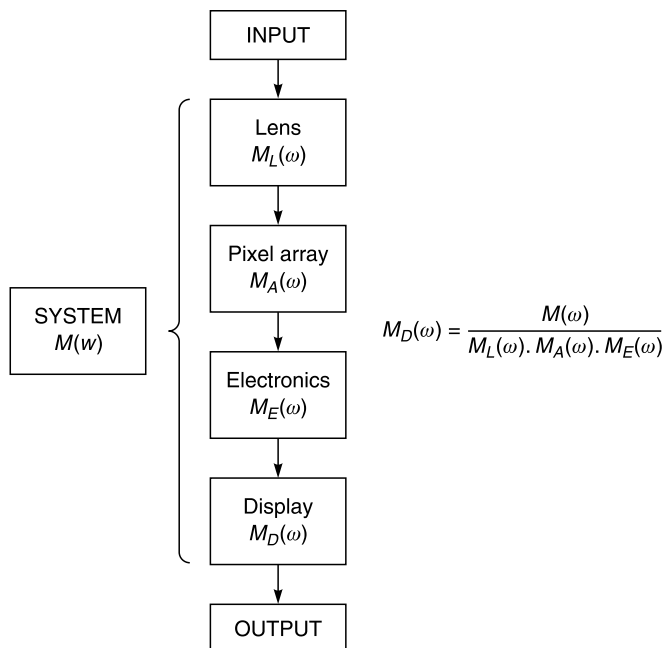 INPUT
Lens
M_L(ω)
Pixel array
M_A(ω)
SYSTEM
M(w)
M_D(ω) = M(ω) / M_L(ω). M_A(ω). M_E(ω)
Electronics
M_E(ω)
Display
M_D(ω)
OUTPUT